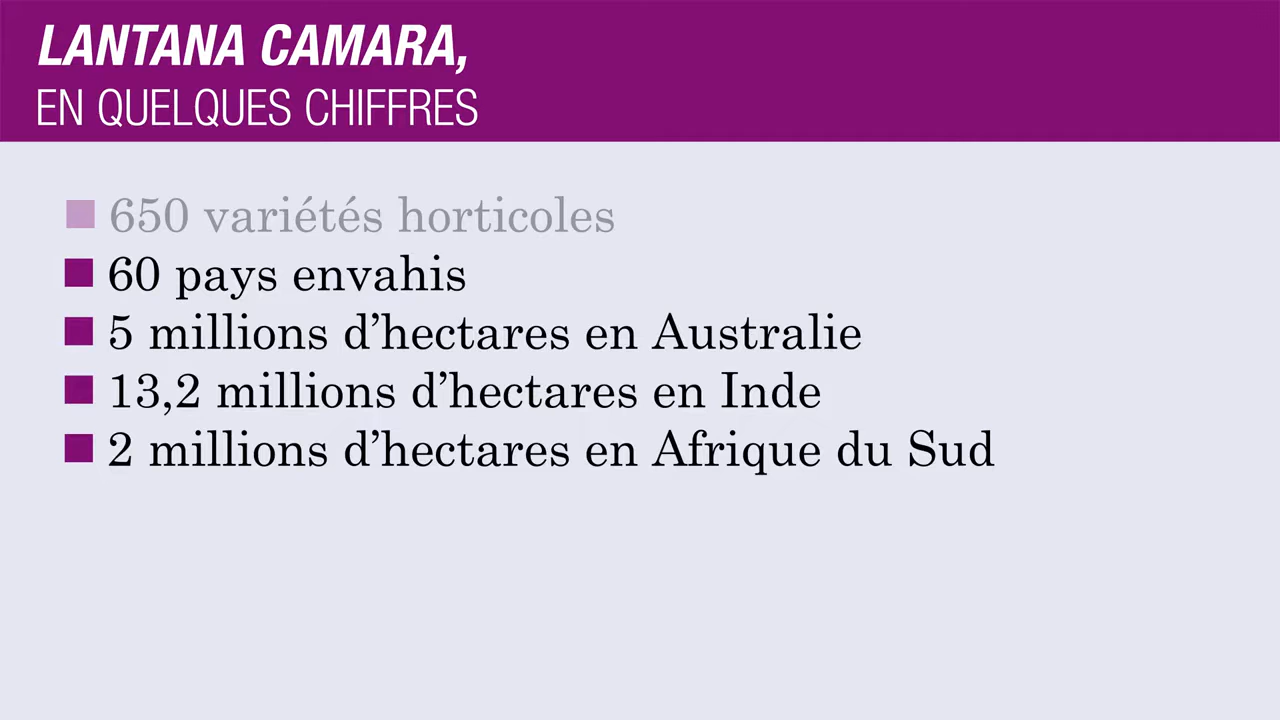 LANTANA CAMARA,
EN QUELQUES CHIFFRES
650 variétés horticoles
60 pays envahis
5 millions d’hectares en Australie
13,2 millions d’hectares en Inde
2 millions d’hectares en Afrique du Sud